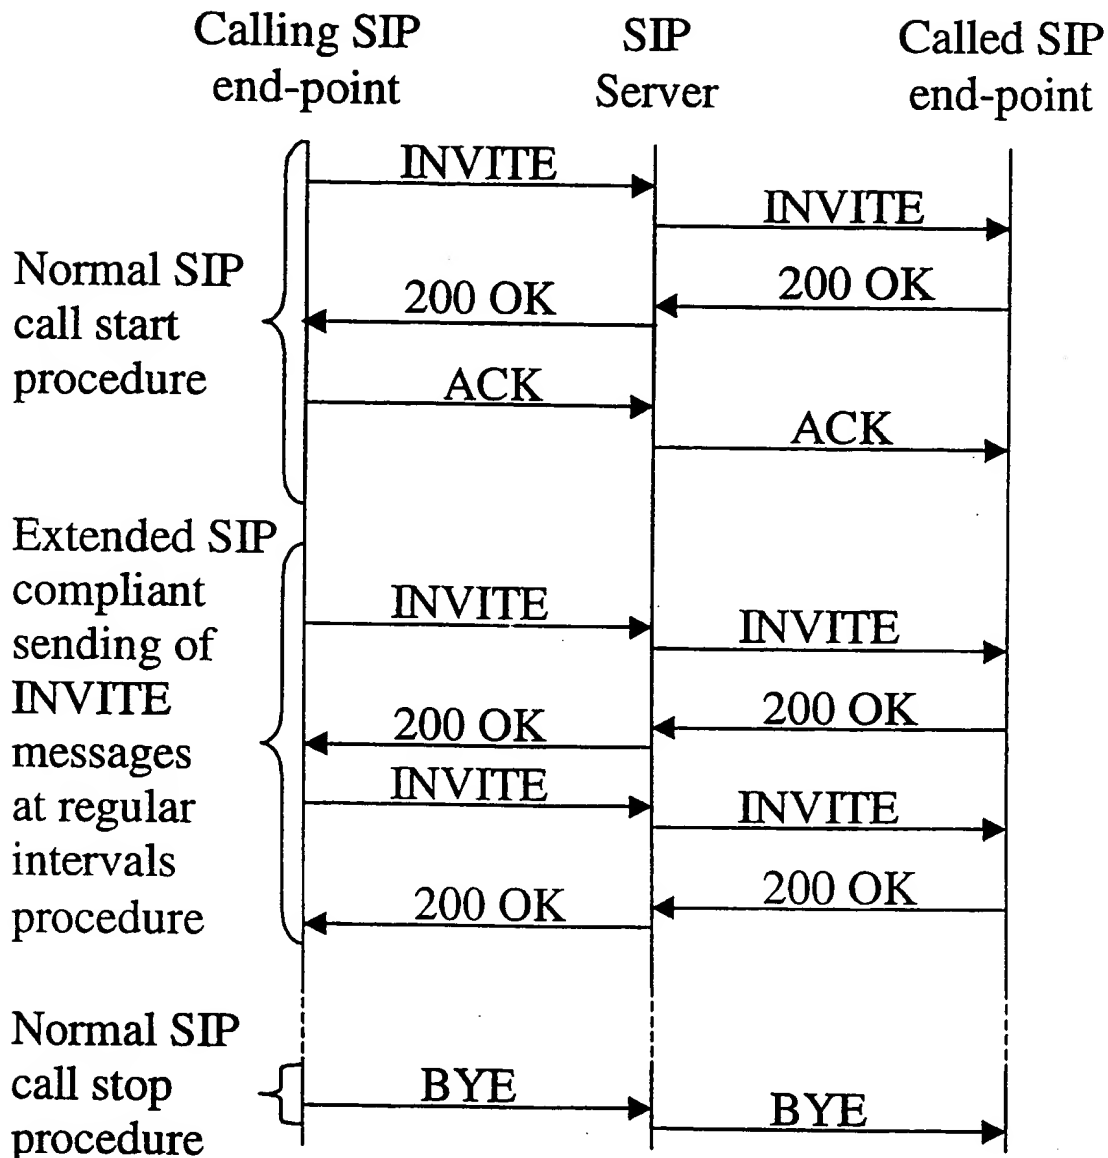 Calling SIP
end-point
SIP
Server
Called SIP
end-point
INVITE
INVITE
Normal SIP
call start
procedure
200 OK
200 OK
ACK
ACK
Extended SIP
compliant
sending of
INVITE
messages
at regular
intervals
procedure
INVITE
INVITE
200 OK
200 OK
INVITE
INVITE
200 OK
200 OK
Normal SIP
call stop
procedure
BYE
BYE